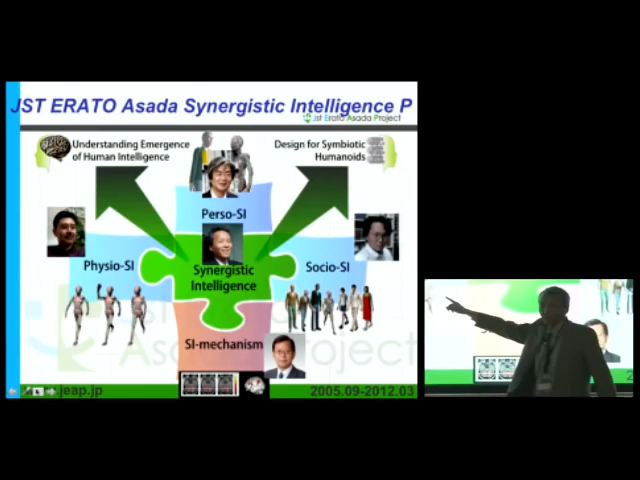 JST ERATO Asada Synergistic Intelligence P
Jst Erato Asada Project
Understanding Emergence
of Human Intelligence
Design for Symbiotic
Humanoids
Perso-SI
Physio-SI
Synergistic
Intelligence
Socio-SI
SI-mechanism
jeap.jp
2005.09-2012.03